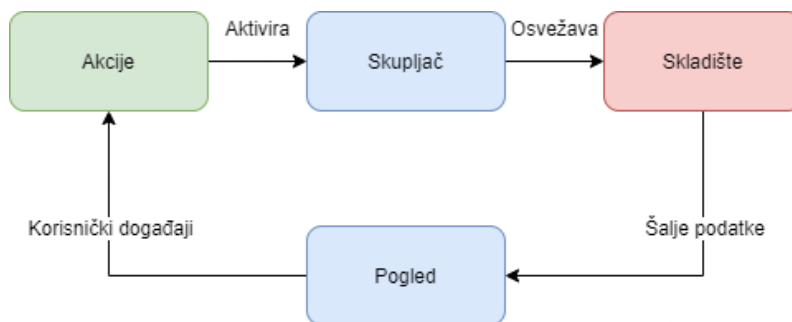 Akcije
Aktivira
Skupljač
Osvežava
Skladište
Korisnički događaji
Šalje podatke
Pogled